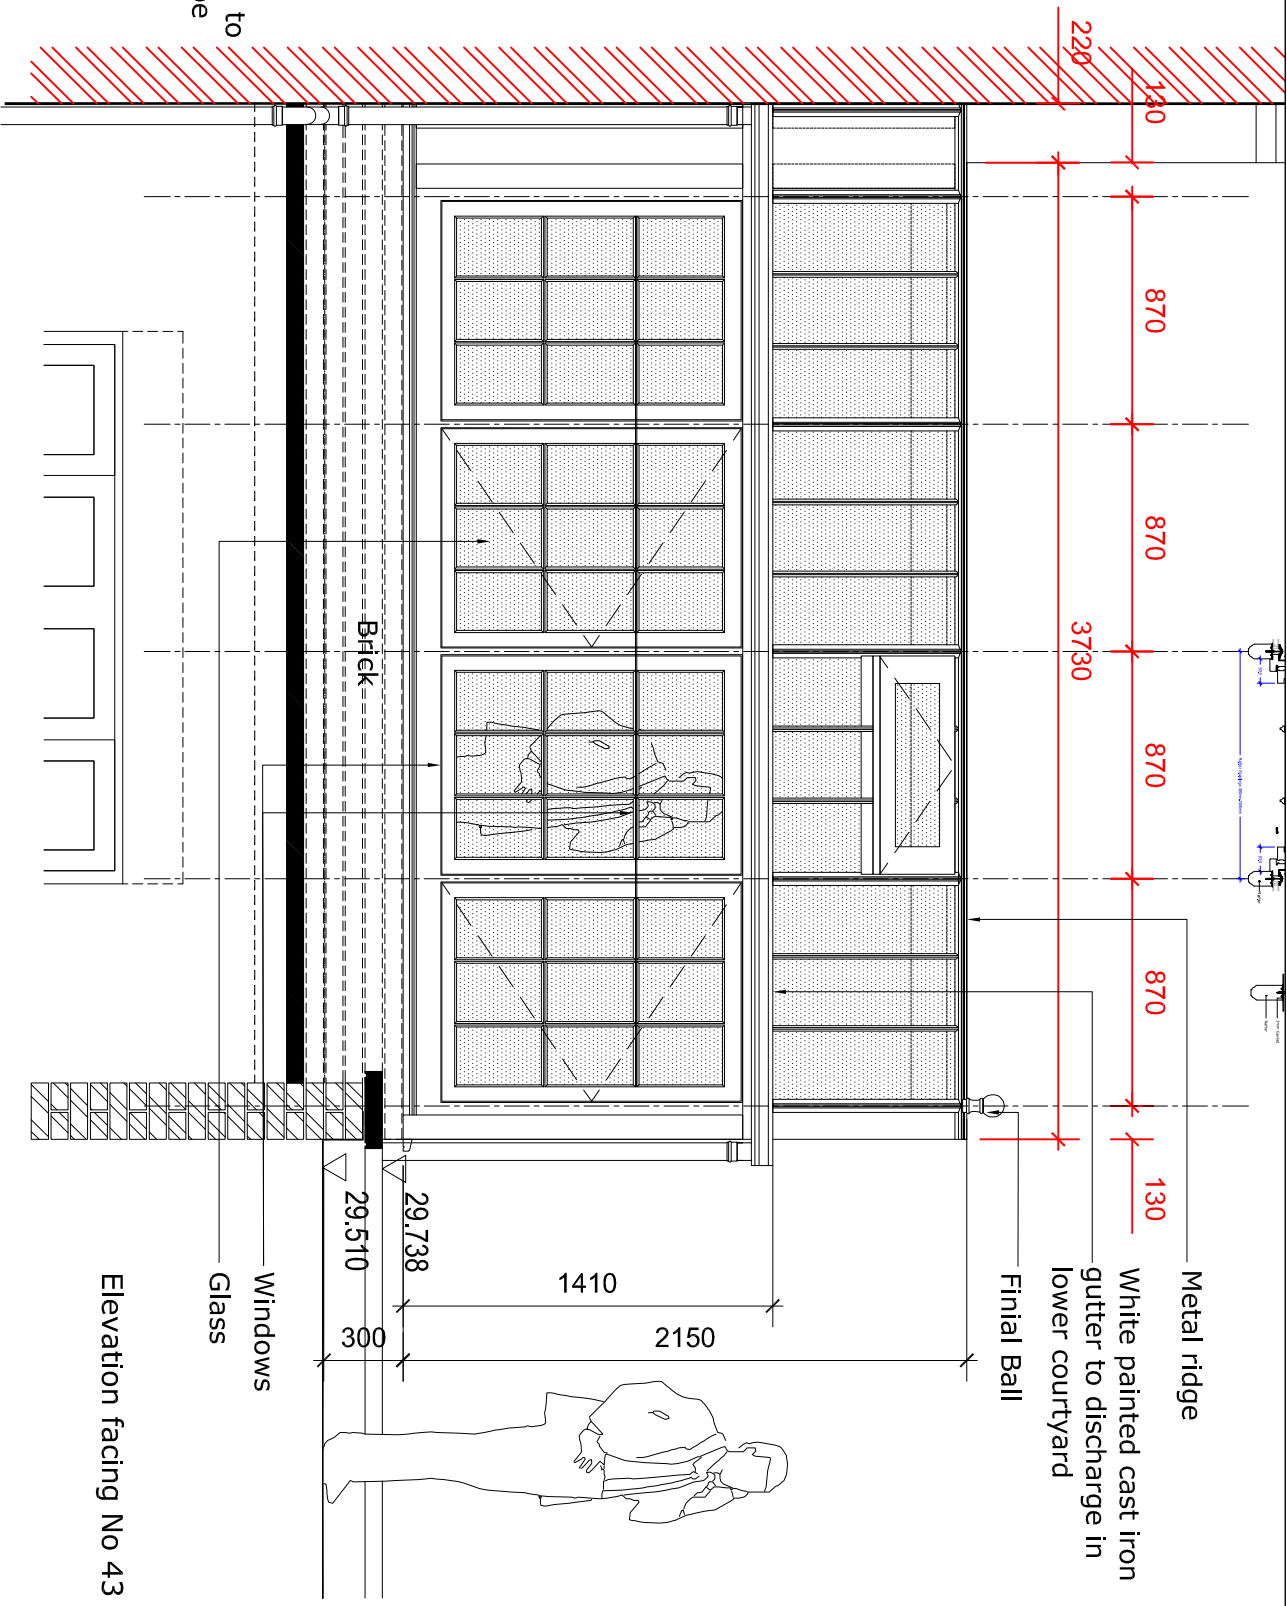 220
130
870
870
870
870
130
3730
Metal ridge
White painted cast iron
gutter to discharge in
lower courtyard
Finial Ball
1410
2150
300
29.738
29.510
Brick
Windows
Glass
Elevation facing No 43
to